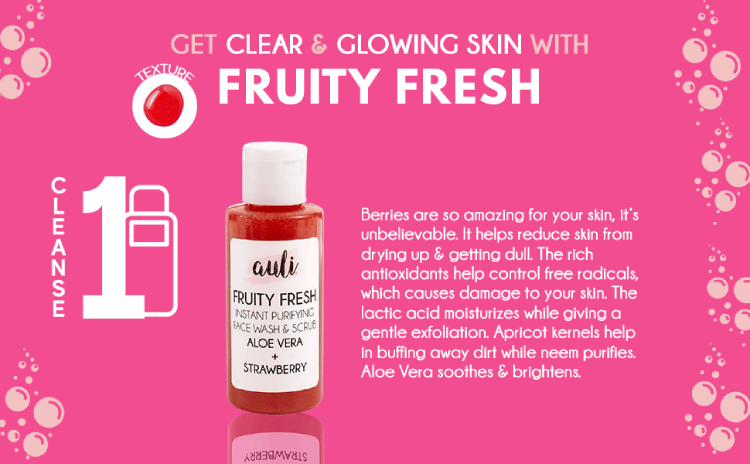 GET CLEAR & GLOWING SKIN WITH
TEXTURE
FRUITY FRESH
CLEANSE
1
auli
FRUITY FRESH
INSTANT PURIFYING
FACE WASH & SCRUB
ALOE VERA
+
STRAWBERRY
Berries are so amazing for your skin, it's
unbelievable. It helps reduce skin from
drying up & getting dull. The rich
antioxidants help control free radicals,
which causes damage to your skin. The
lactic acid moisturizes while giving a
gentle exfoliation. Apricot kernels help
in buffing away dirt while neem purifies.
Aloe Vera soothes & brightens.
STRAWBERRY